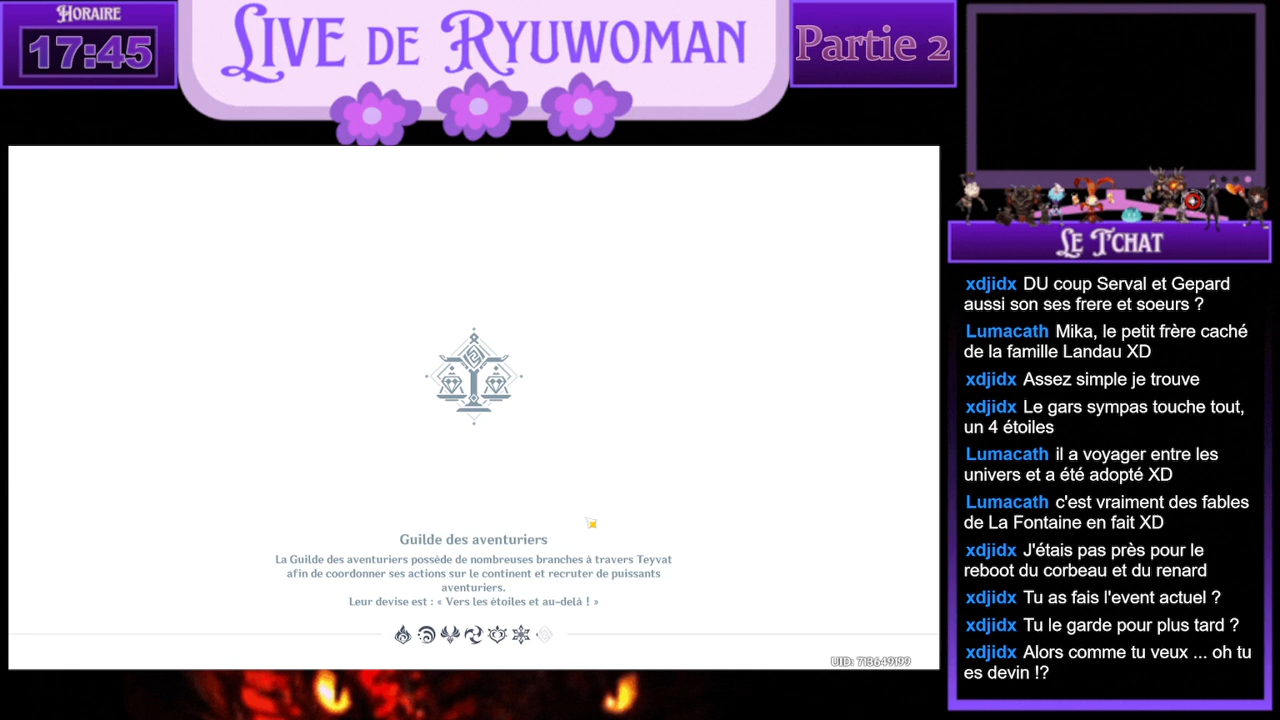 HORAIRE
17:45
LIVE DE RYUWOMAN
Partie 2
LE T'CHAT
xdjidx DU coup Serval et Gepard
aussi son ses frere et soeurs ?
Lumacath Mika, le petit frère caché
de la famille Landau XD
xdjidx Assez simple je trouve
xdjidx Le gars sympas touche tout,
un 4 étoiles
Lumacath il a voyager entre les
univers et a été adopté XD
Lumacath c'est vraiment des fables
de La Fontaine en fait XD
xdjidx J'étais pas près pour le
reboot du corbeau et du renard
xdjidx Tu as fais l'event actuel ?
xdjidx Tu le garde pour plus tard ?
xdjidx Alors comme tu veux ... oh tu
es devin !?
Guilde des aventuriers
La Guilde des aventuriers possède de nombreuses branches à travers Teyvat
afin de coordonner ses actions sur le continent et recruter de puissants
aventuriers.
Leur devise est : « Vers les étoiles et au-delà ! »
UID: 713649199